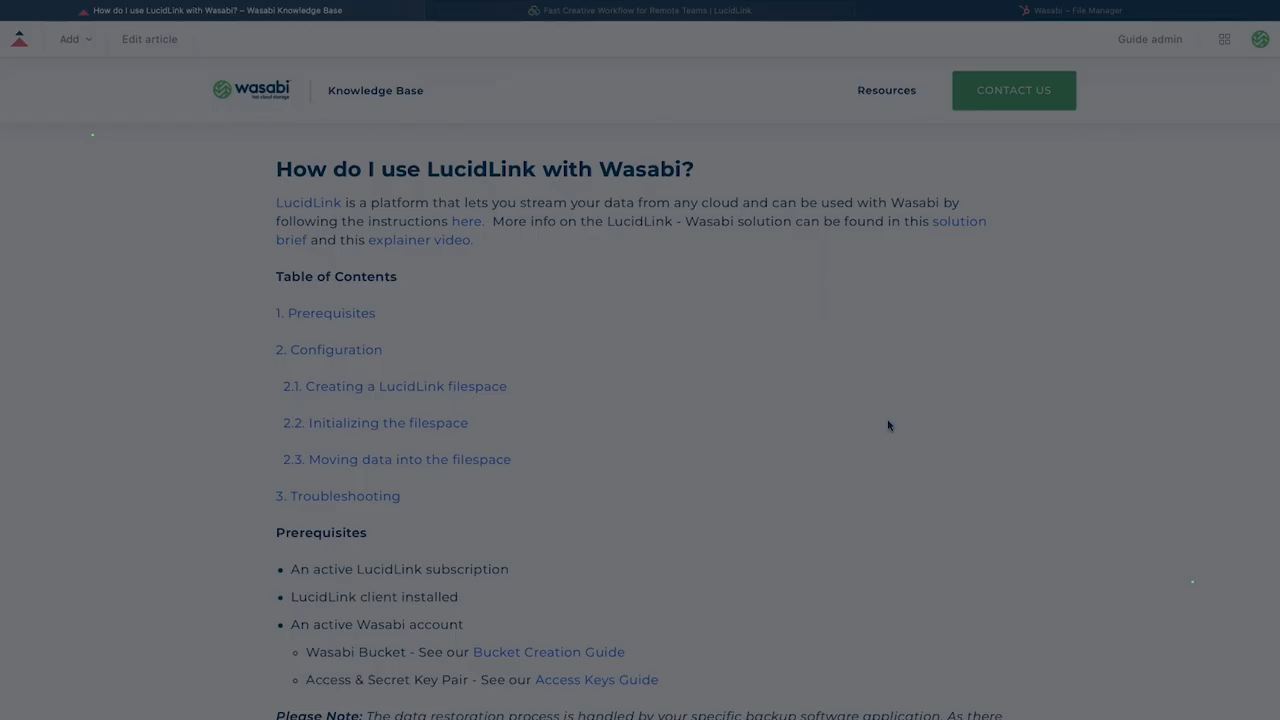 How do I use LucidLink with Wasabi? – Wasabi Knowledge Base
Fast Creative Workflow for Remote Teams | LucidLink
Wasabi – File Manager
Add
Edit article
Guide admin
wasabi
hot cloud storage
Knowledge Base
Resources
CONTACT US
How do I use LucidLink with Wasabi?
LucidLink is a platform that lets you stream your data from any cloud and can be used with Wasabi by
following the instructions here. More info on the LucidLink - Wasabi solution can be found in this solution
brief and this explainer video.
Table of Contents
1. Prerequisites
2. Configuration
2.1. Creating a LucidLink filespace
2.2. Initializing the filespace
2.3. Moving data into the filespace
3. Troubleshooting
Prerequisites
An active LucidLink subscription
LucidLink client installed
An active Wasabi account
Wasabi Bucket - See our Bucket Creation Guide
Access & Secret Key Pair - See our Access Keys Guide
Please Note: The data restoration process is handled by your specific backup software application. As there